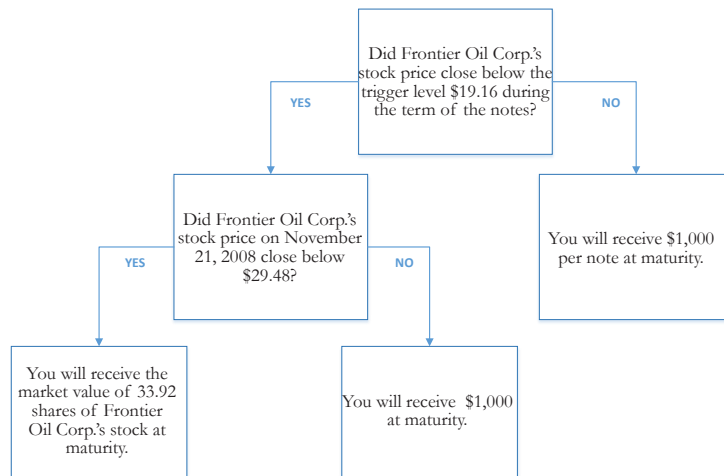 Did Frontier Oil Corp.'s
stock price close below the
trigger level $19.16 during
the term of the notes?
YES
NO
Did Frontier Oil Corp.'s
stock price on November
21, 2008 close below
$29.48?
You will receive $1,000
per note at maturity.
YES
NO
You will receive the
market value of 33.92
shares of Frontier
Oil Corp.'s stock at
maturity.
You will receive $1,000
at maturity.